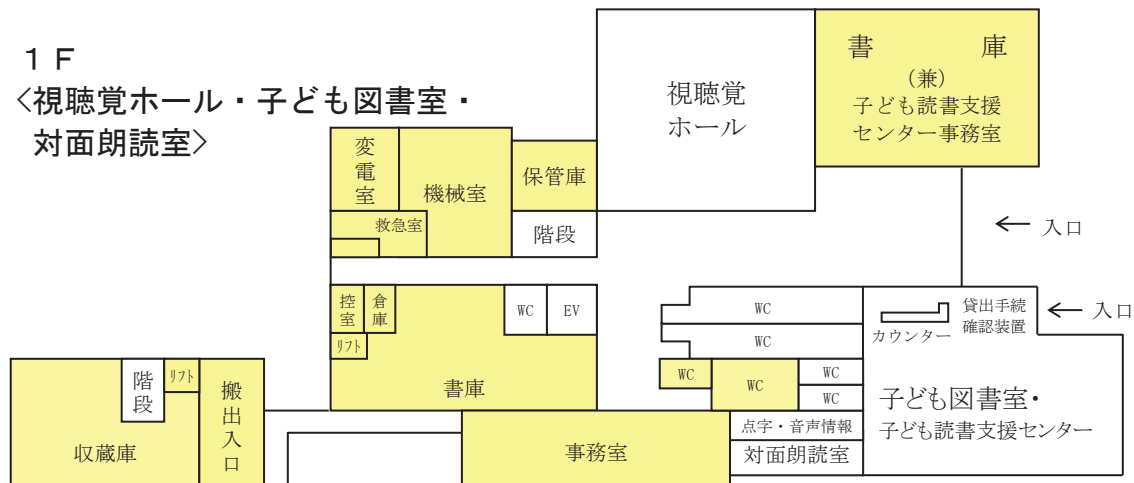 1F
<視聴覚ホール・子ども図書室・
対面朗読室>
視聴覚
ホール
書　庫
(兼)
子ども読書支援
センター事務室
変電室
機械室
保管庫
救急室
階段
← 入口
控室
倉庫
リフト
WC
EV
書庫
WC
WC
WC
WC
WC
WC
カウンター
貸出手続
確認装置
← 入口
子ども図書室・
子ども読書支援センター
階段
リフト
搬出入口
収蔵庫
事務室
点字・音声情報
対面朗読室